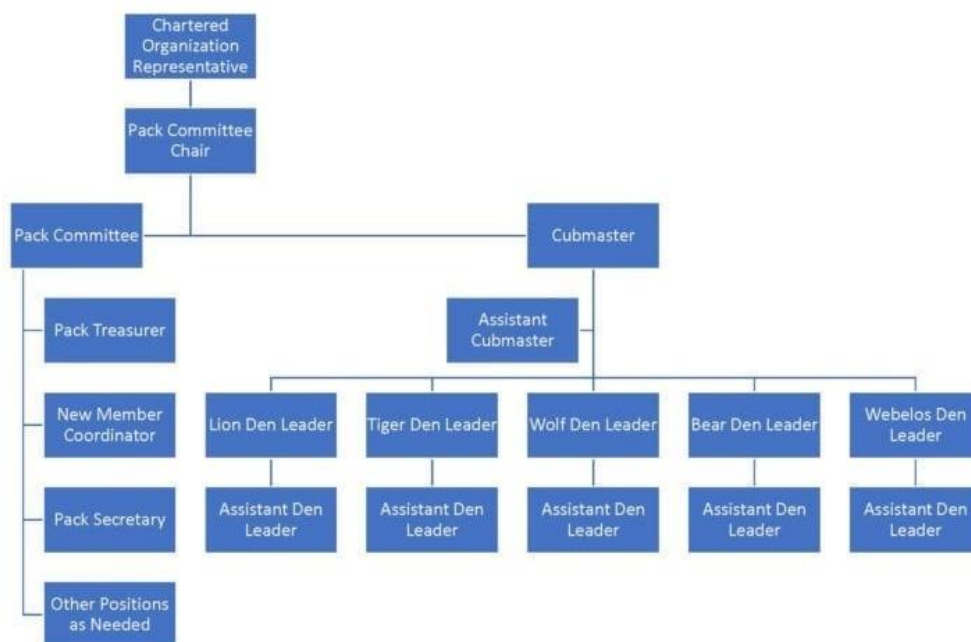 Chartered
Organization
Representative
Pack Committee
Chair
Pack Committee
Cubmaster
Pack Treasurer
Assistant
Cubmaster
New Member
Coordinator
Lion Den Leader
Tiger Den Leader
Wolf Den Leader
Bear Den Leader
Webelos Den
Leader
Pack Secretary
Assistant Den
Leader
Assistant Den
Leader
Assistant Den
Leader
Assistant Den
Leader
Assistant Den
Leader
Other Positions
as Needed